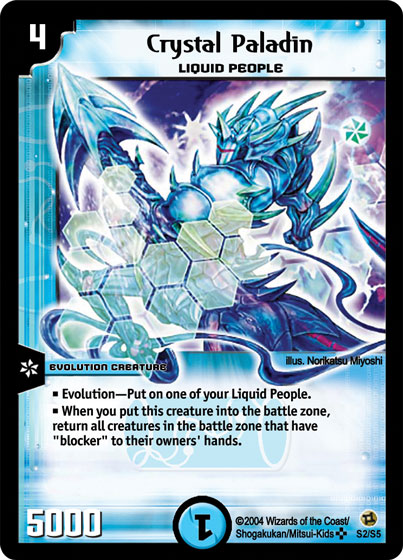 4
Crystal Paladin
LIQUID PEOPLE
illus. Norikatsu Miyoshi
EVOLUTION CREATURE
■ Evolution—Put on one of your Liquid People.
■ When you put this creature into the battle zone,
return all creatures in the battle zone that have
"blocker" to their owners' hands.
5000
1
©2004 Wizards of the Coast/
Shogakukan/Mitsui-Kids S2/S5